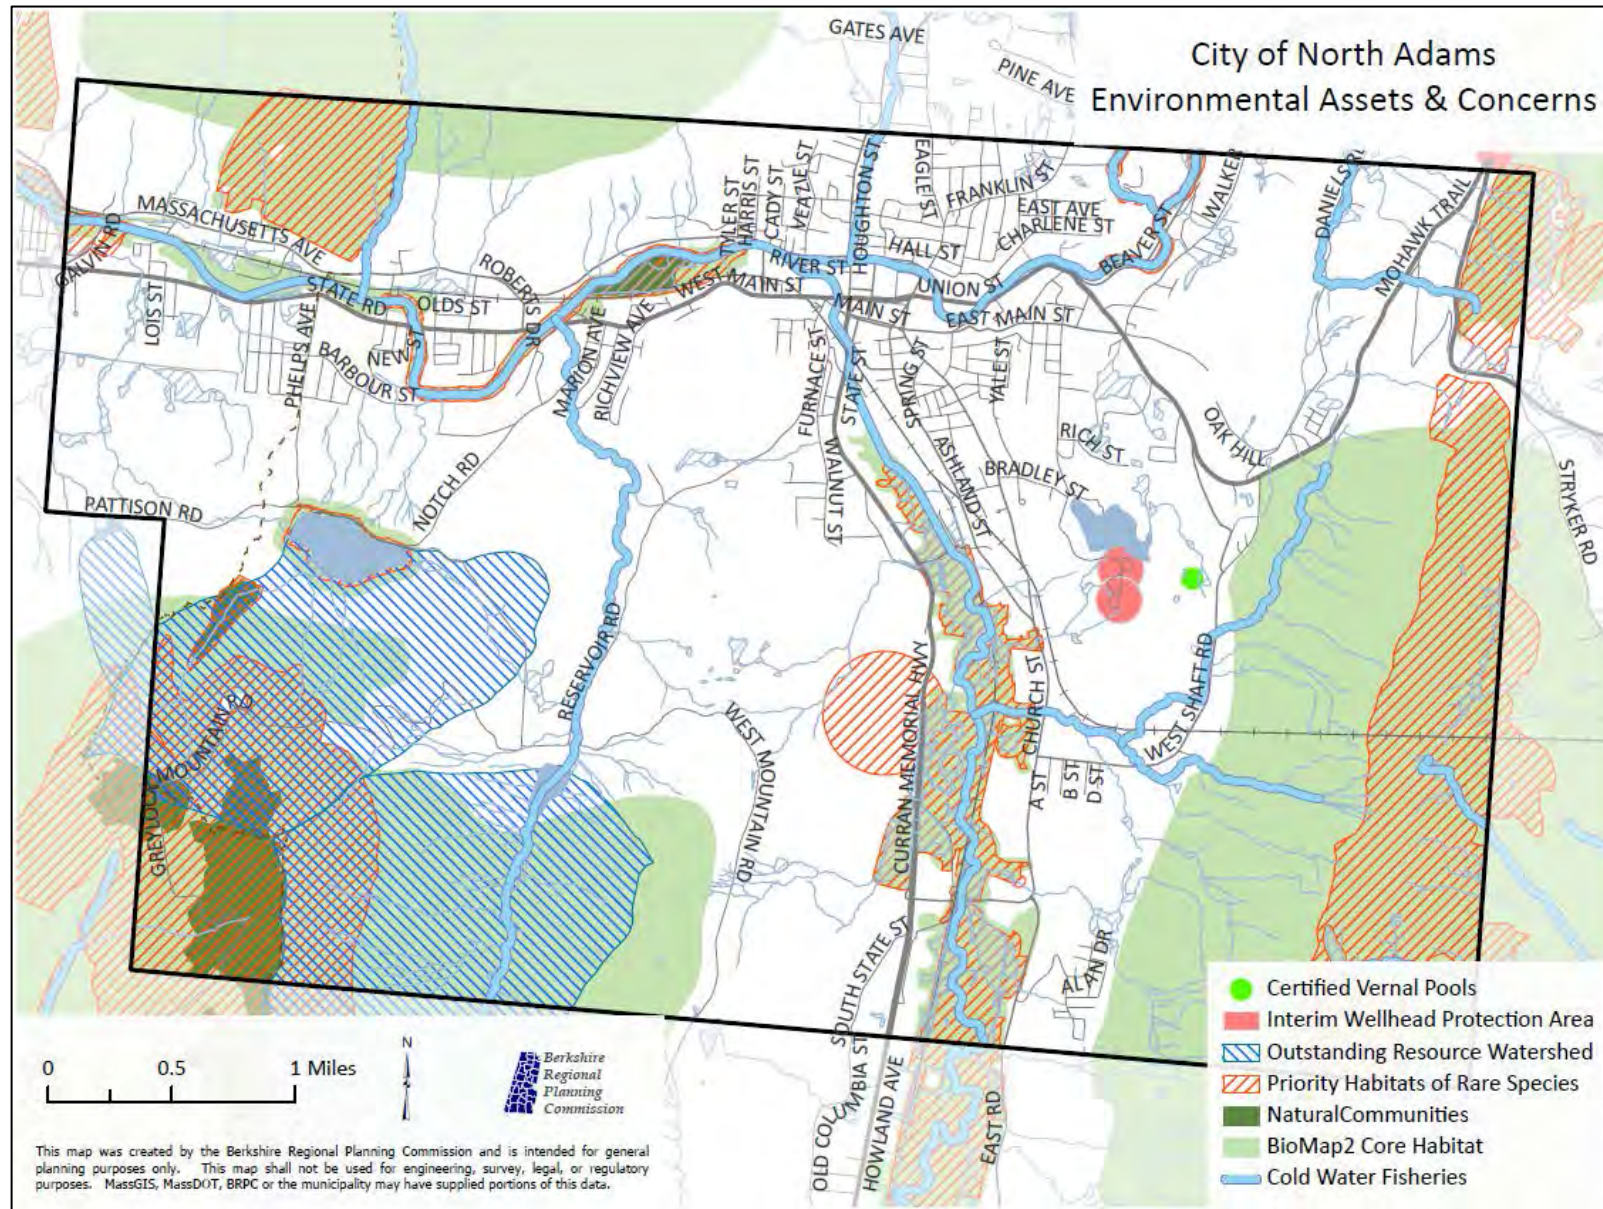 City of North Adams
Environmental Assets & Concerns
GATES AVE
PINE AVE
EAGLE ST
FRANKLIN ST
WALKER
HOUGHTON ST
VEAZIE ST
CADY ST
HARRIS ST
TYLER ST
EAST AVE
CHARLENE ST
HALL ST
BEAVER ST
MOHAWK TRAIL
MASSACHUSETTS AVE
GALVIN RD
LOIS ST
STATE RD
OLDS ST
ROBERTS DR
RIVER ST
WEST MAIN ST
UNION ST
MAIN ST
EAST MAIN ST
PHELPS AVE
NEW ST
BARBOUR ST
MARION AVE
RICHVIEW AVE
FURNACE ST
STATE ST
SPRING ST
YALE ST
OAK HILL
RICH ST
BRADLEY ST
ASHLAND ST
WALNUT ST
STRYKER RD
PATTISON RD
NOTCH RD
RESERVOIR RD
WEST MOUNTAIN RD
CURRAN MEMORIAL HWY
CHURCH ST
WEST SHAFT RD
A ST
B ST
D ST
GREYLOCK
MOUNTAIN RD
SOUTH STATE ST
ALAN DR
OLD COLUMBIA ST
HOWLAND AVE
EAST RD
Certified Vernal Pools
Interim Wellhead Protection Area
Outstanding Resource Watershed
Priority Habitats of Rare Species
NaturalCommunities
BioMap2 Core Habitat
Cold Water Fisheries
N
0 0.5 1 Miles
Berkshire
Regional
Planning
Commission
This map was created by the Berkshire Regional Planning Commission and is intended for general
planning purposes only. This map shall not be used for engineering, survey, legal, or regulatory
purposes. MassGIS, MassDOT, BRPC or the municipality may have supplied portions of this data.